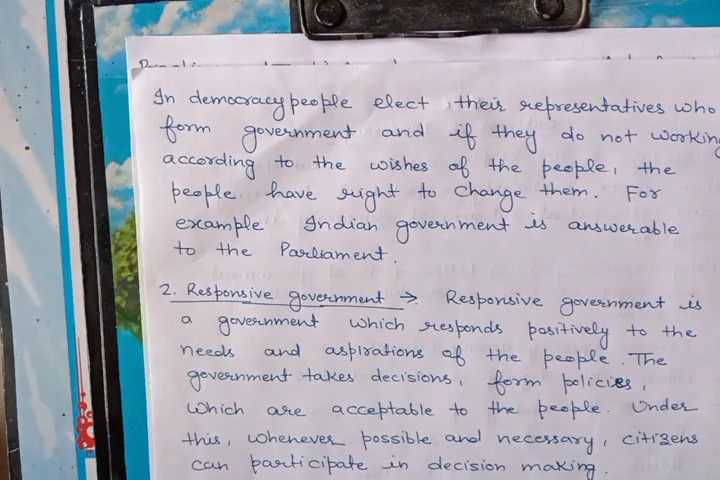 In democracy people elect their representatives who
form government and if they do not working
according to the wishes of the people, the
people have right to change them. For
example Indian government is answerable
to the Parliament.
2. Responsive government → Responsive government is
a government which responds positively to the
needs and aspirations of the people. The
government takes decisions, form policies,
which are acceptable to the people. Under
this, whenever possible and necessary, citizens
can participate in decision making.